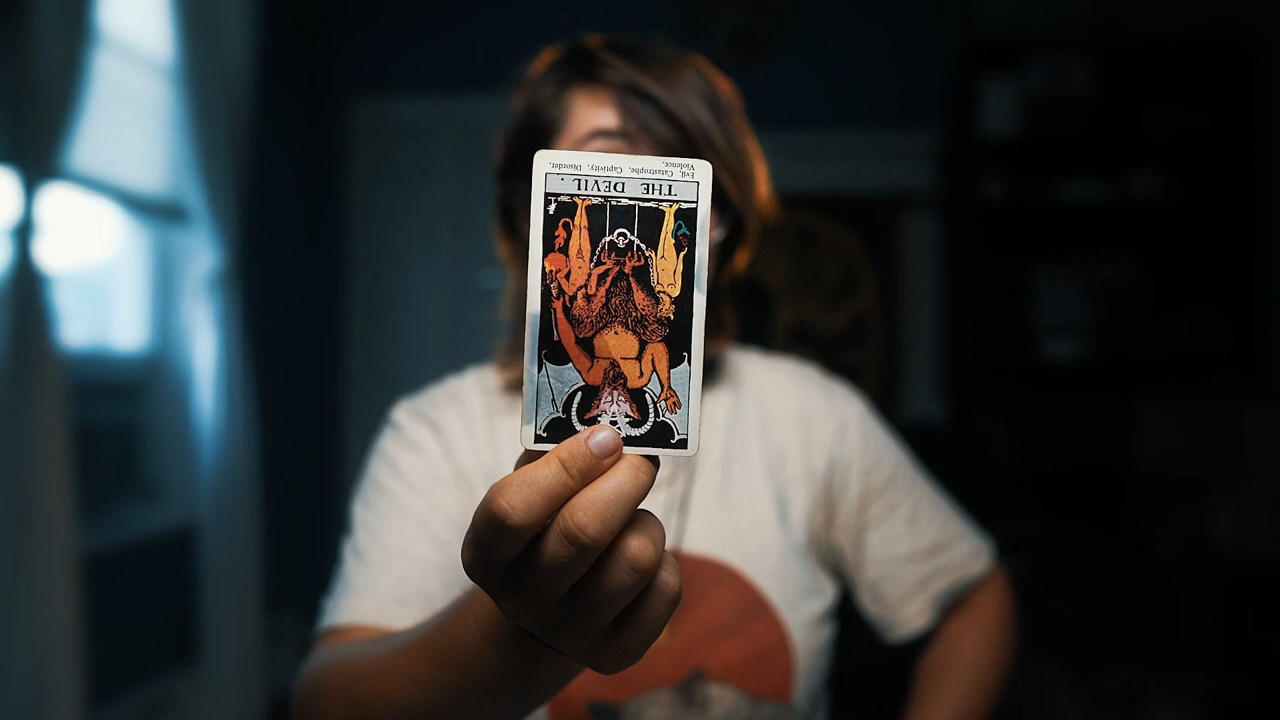 Evil, Catastrophe, Captivity, Disorder,
Violence,
THE DEVIL.